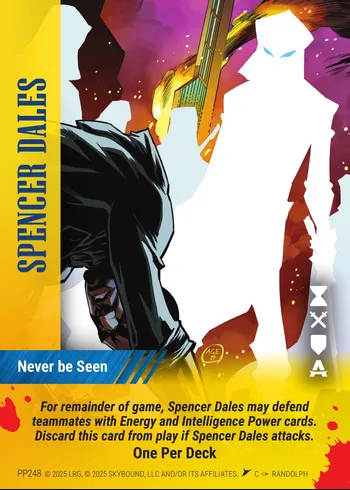 SPENCER DALES
Never be Seen
For remainder of game, Spencer Dales may defend
teammates with Energy and Intelligence Power cards.
Discard this card from play if Spencer Dales attacks.
One Per Deck
PP248 © 2025 LRG, © 2025 SKYBOUND, LLC AND/OR ITS AFFILIATES. C RANDOLPH